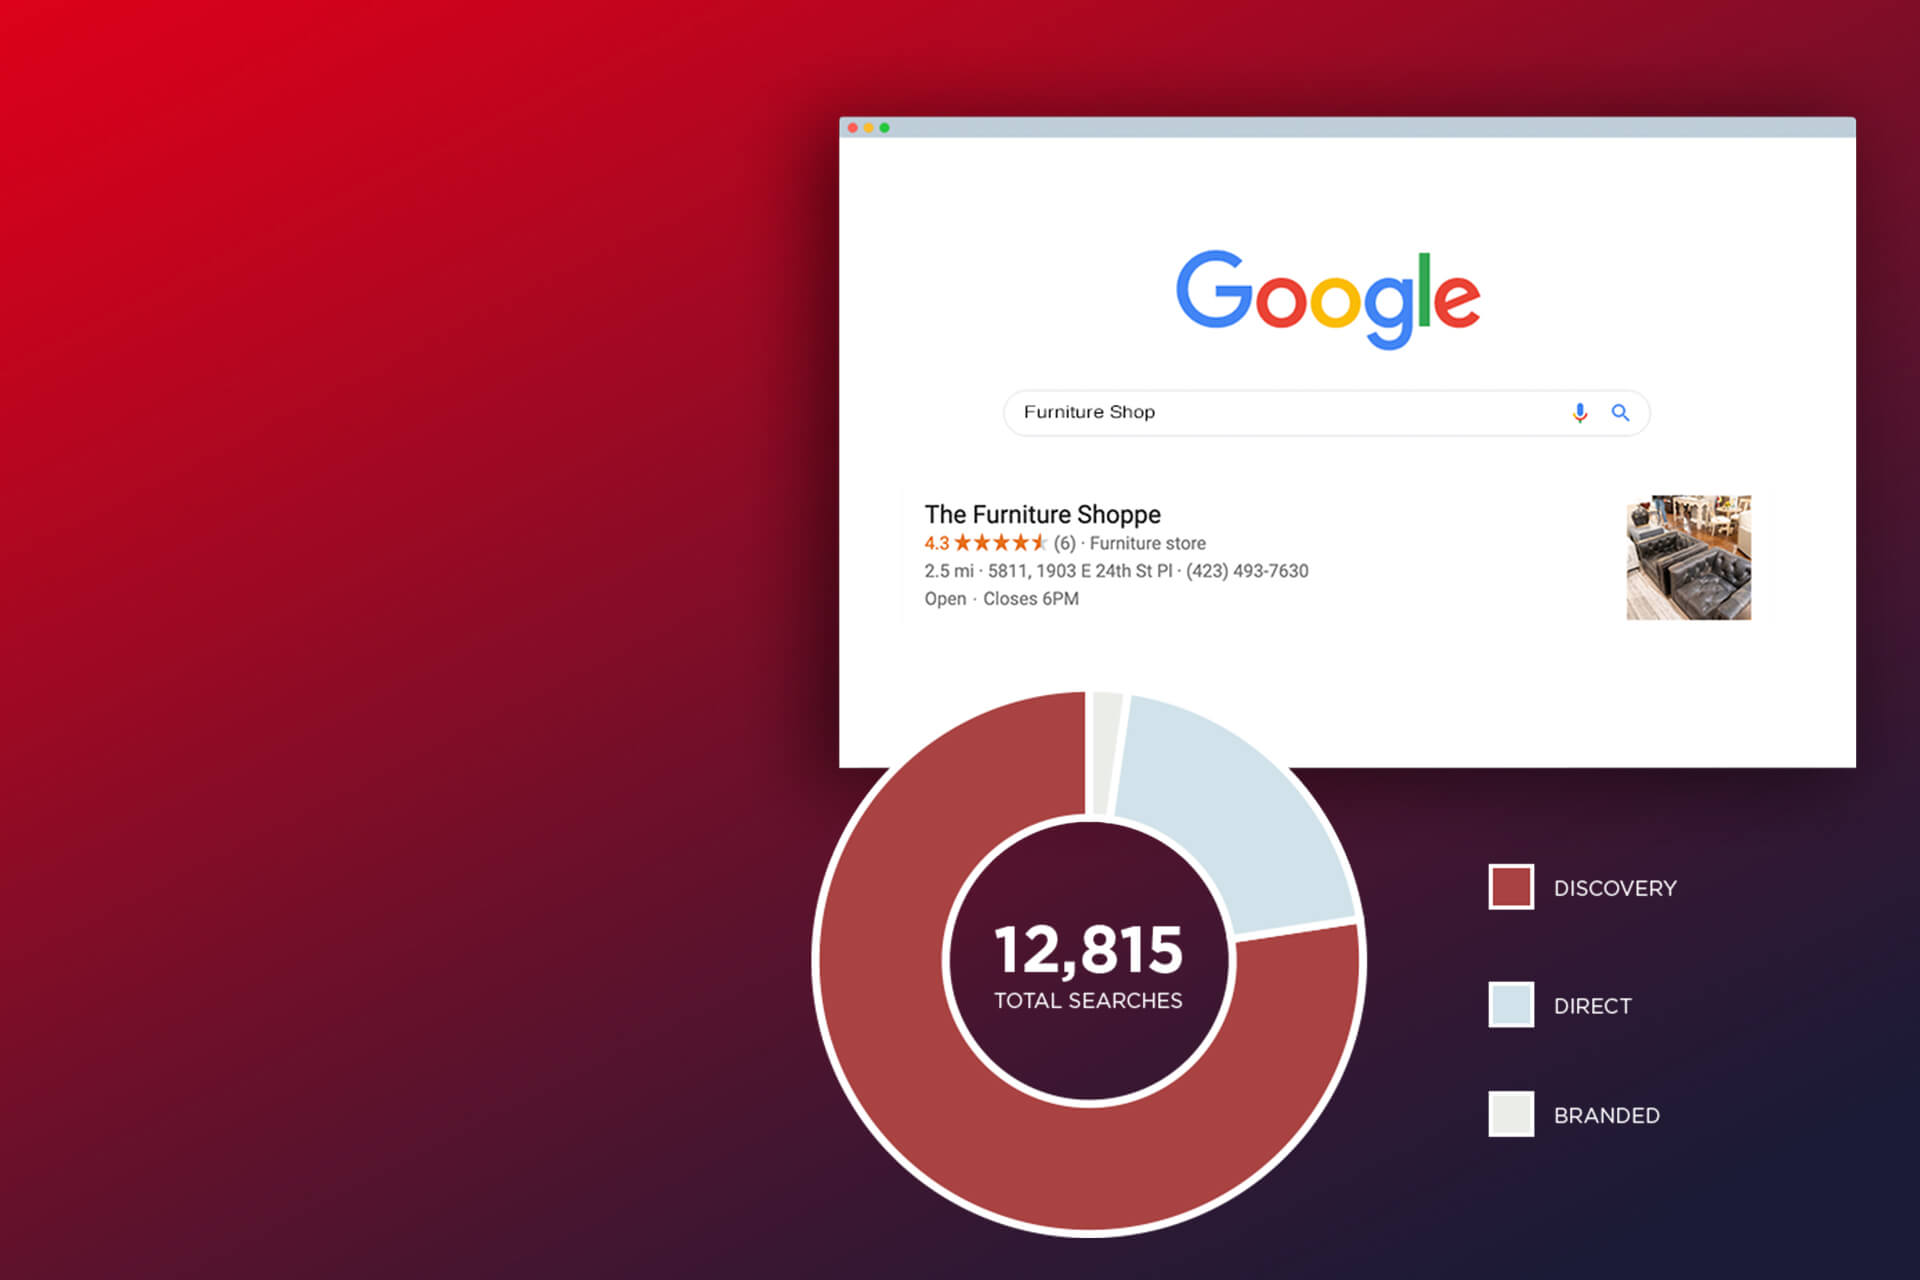 Google
Furniture Shop
The Furniture Shoppe
4.3 (6) · Furniture store
2.5 mi · 5811, 1903 E 24th St Pl · (423) 493-7630
Open · Closes 6PM
12,815
TOTAL SEARCHES
DISCOVERY
DIRECT
BRANDED